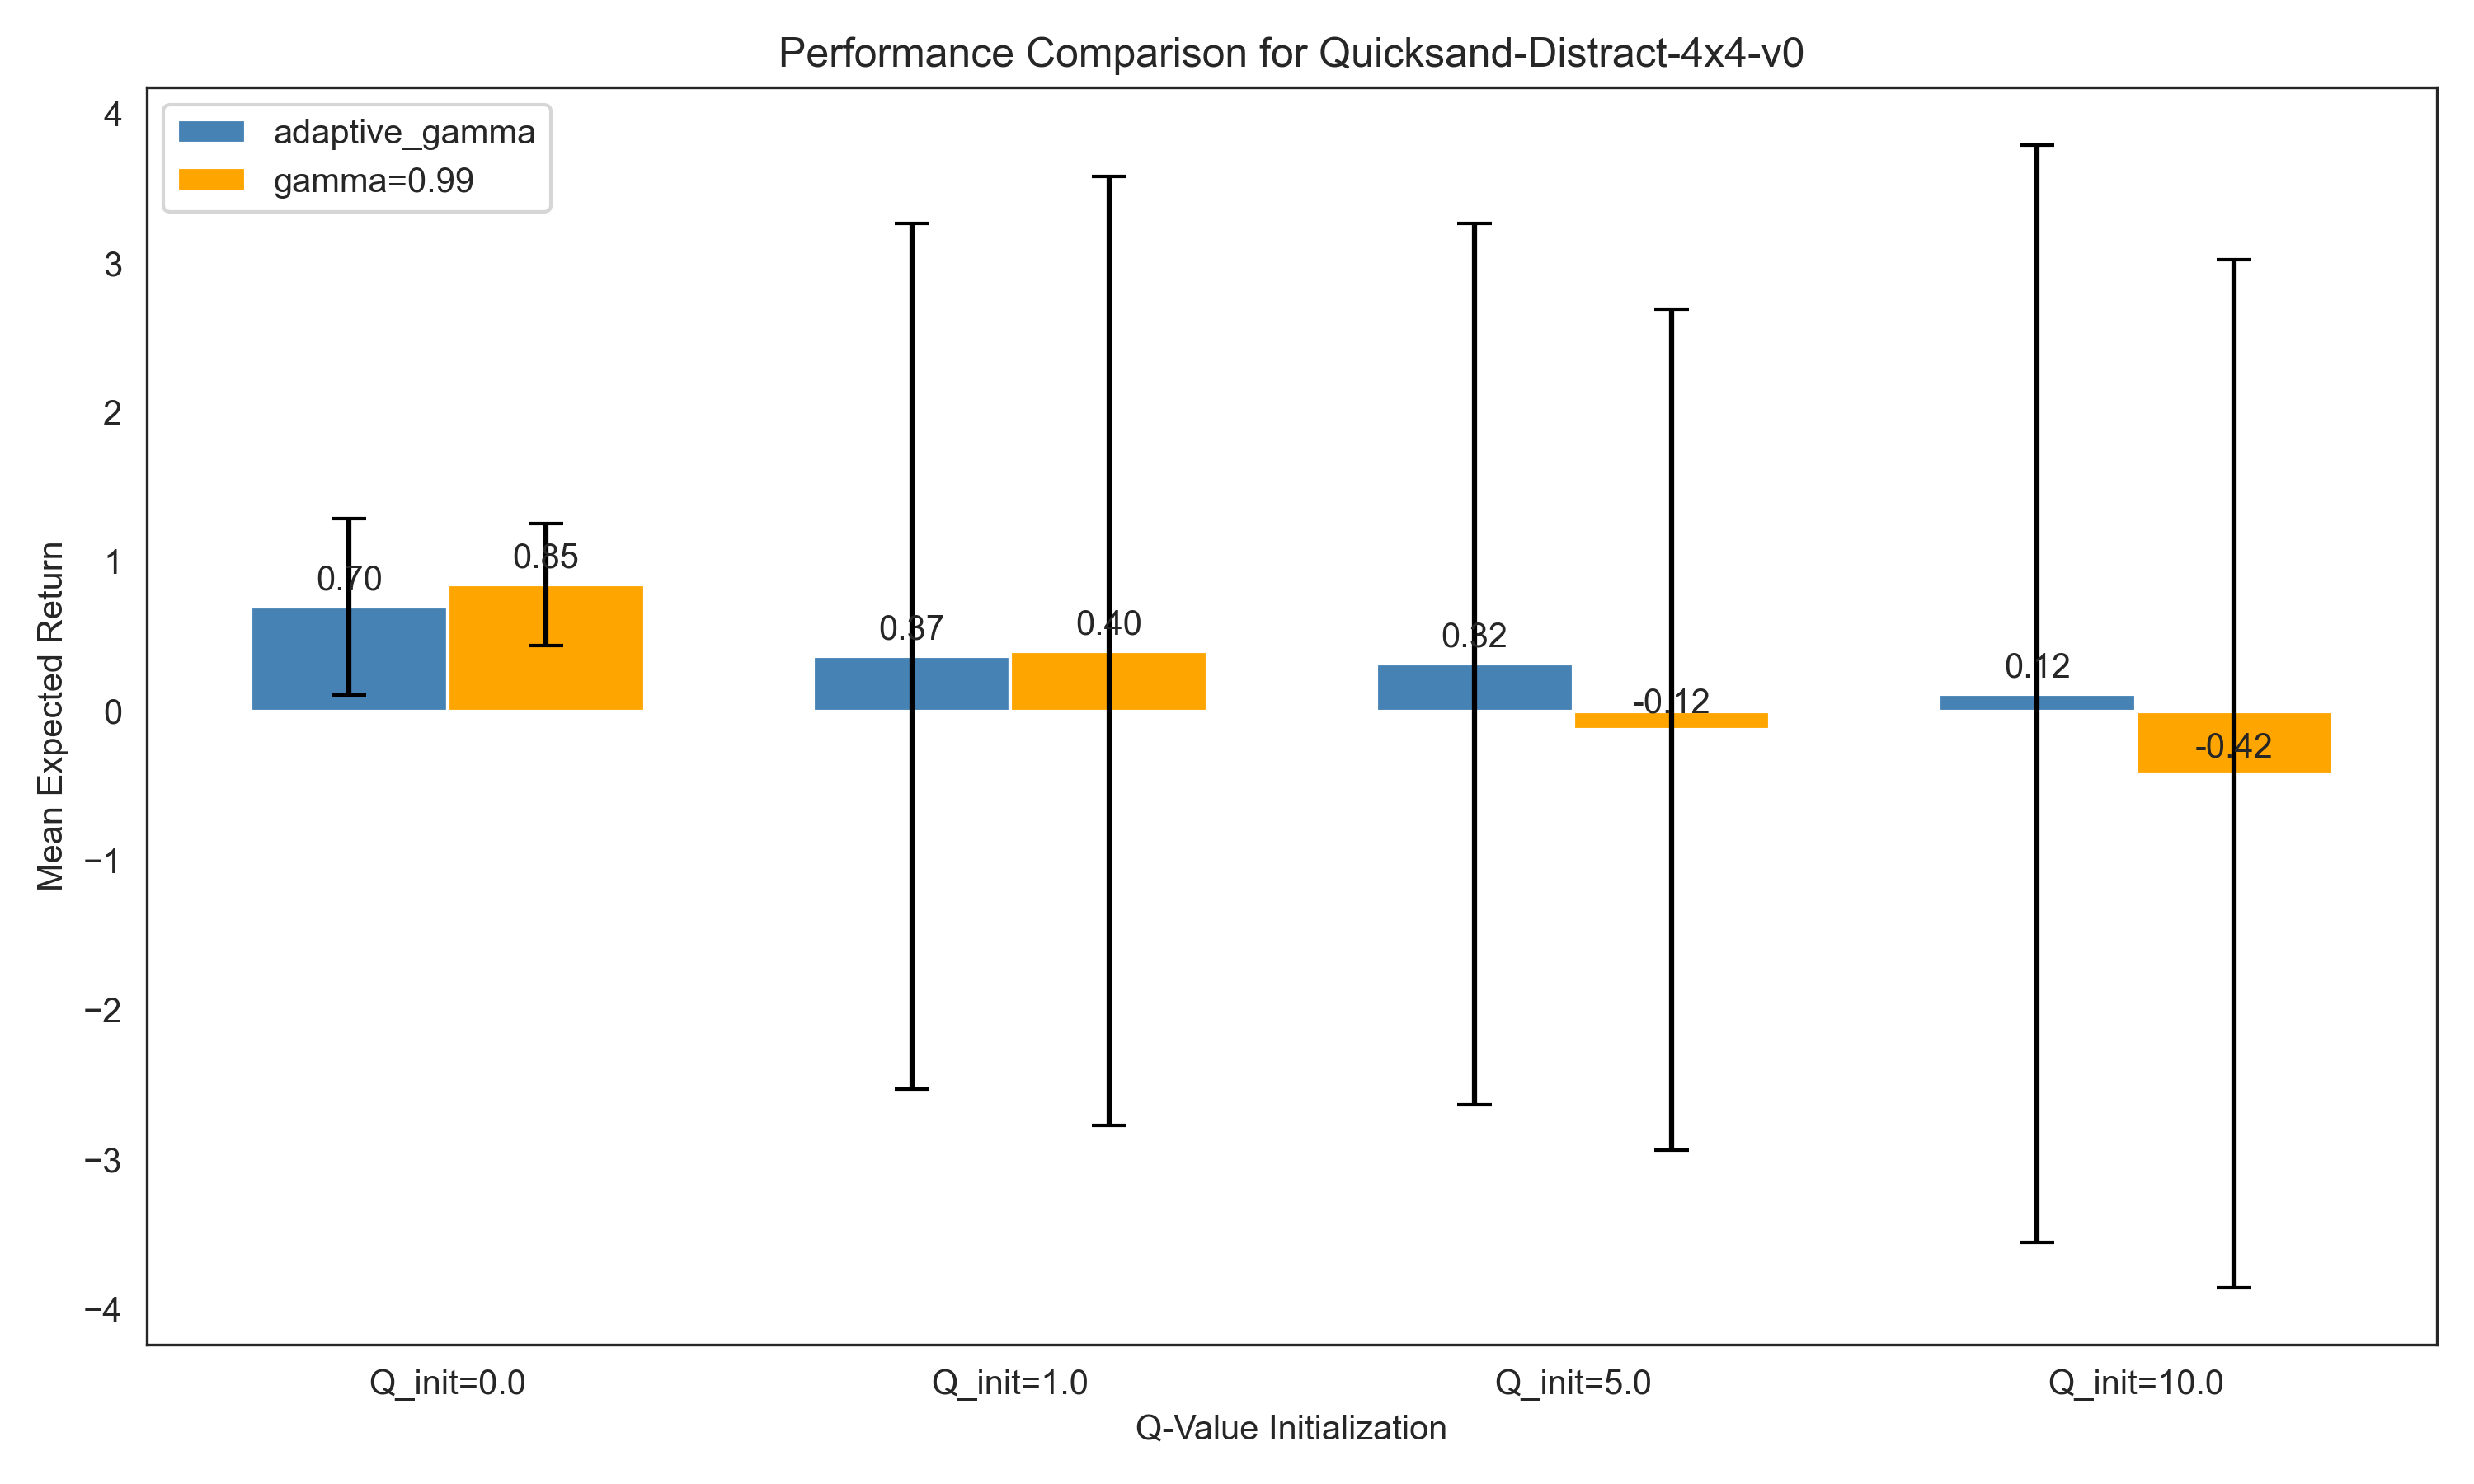 Performance Comparison for Quicksand-Distract-4x4-v0
adaptive_gamma
gamma=0.99
Mean Expected Return
4
3
2
1
0
−1
−2
−3
−4
0.70
0.85
0.37
0.40
0.32
-0.12
0.12
-0.42
Q_init=0.0
Q_init=1.0
Q_init=5.0
Q_init=10.0
Q-Value Initialization